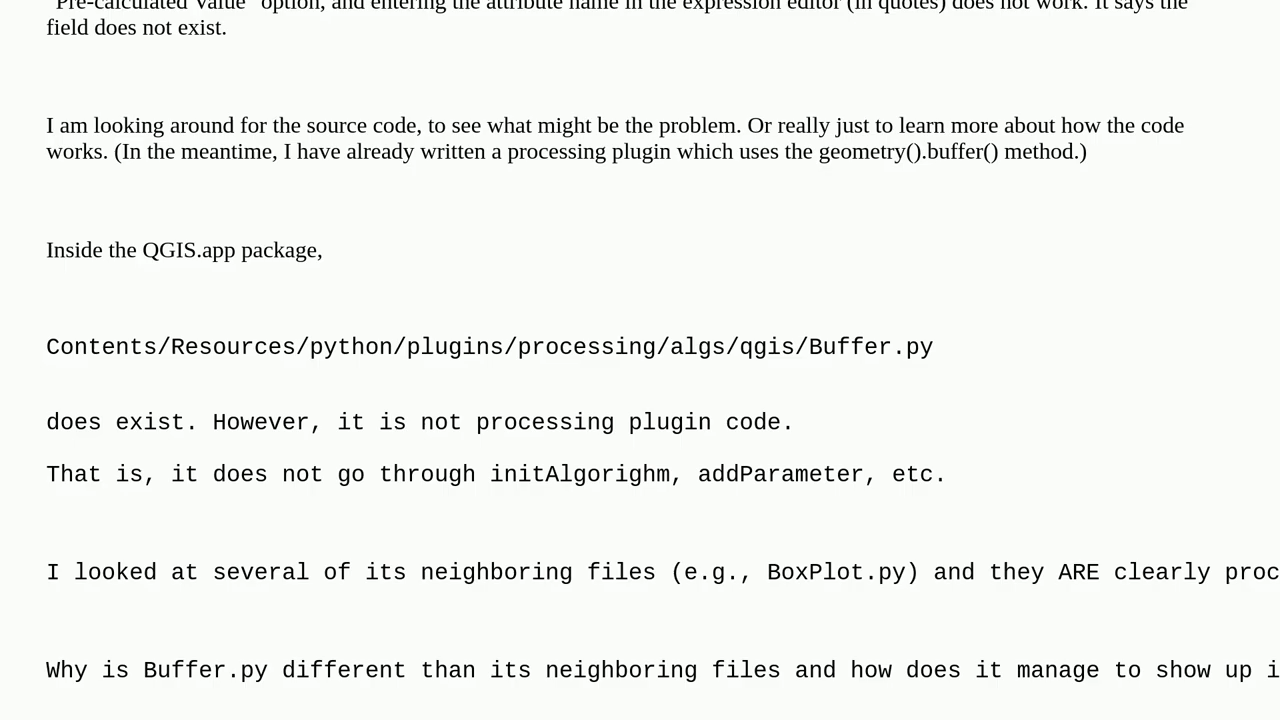 "Pre-calculated Value" option, and entering the attribute name in the expression editor (in quotes) does not work. It says the
field does not exist.
I am looking around for the source code, to see what might be the problem. Or really just to learn more about how the code
works. (In the meantime, I have already written a processing plugin which uses the geometry().buffer() method.)
Inside the QGIS.app package,
Contents/Resources/python/plugins/processing/algs/qgis/Buffer.py
does exist. However, it is not processing plugin code.
That is, it does not go through initAlgorighm, addParameter, etc.
I looked at several of its neighboring files (e.g., BoxPlot.py) and they ARE clearly proc
Why is Buffer.py different than its neighboring files and how does it manage to show up i